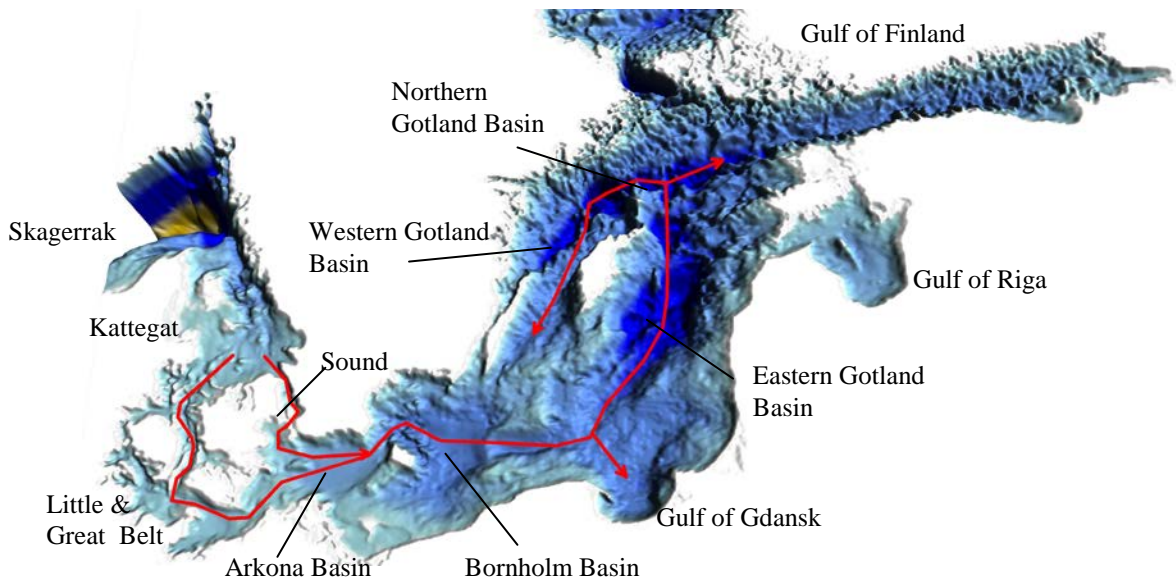 Gulf of Finland
Northern
Gotland Basin
Skagerrak
Western Gotland
Basin
Gulf of Riga
Kattegat
Sound
Eastern Gotland
Basin
Little &
Great Belt
Gulf of Gdansk
Arkona Basin
Bornholm Basin